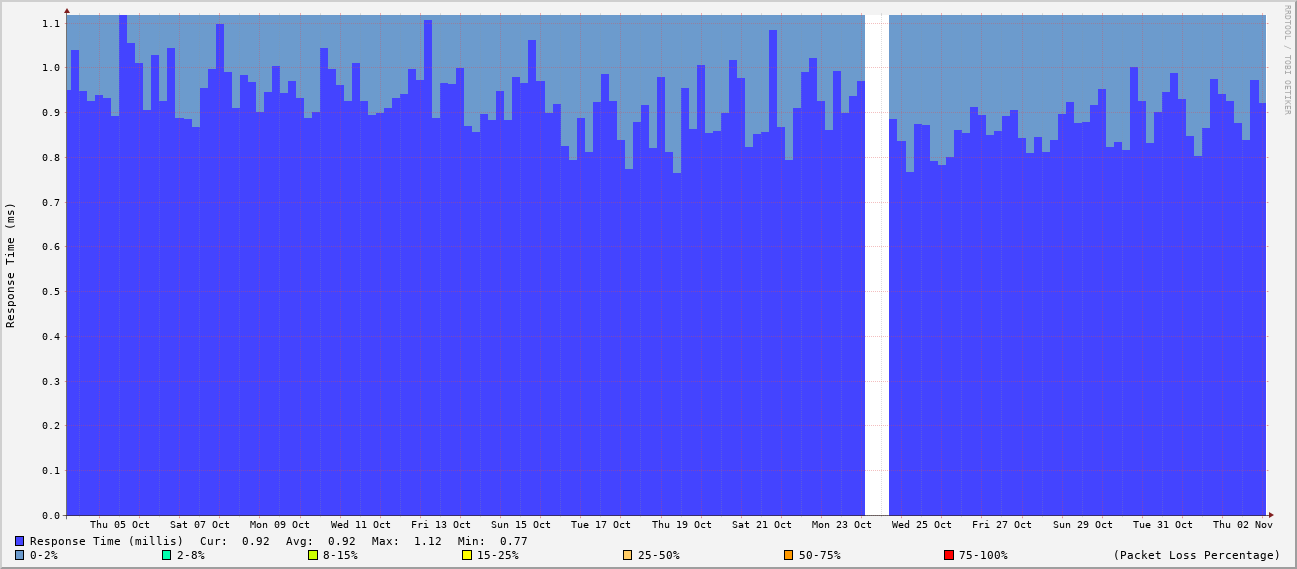 RRDTOOL / TOBI OETIKER
Response Time (ms)
1.1
1.0
0.9
0.8
0.7
0.6
0.5
0.4
0.3
0.2
0.1
0.0
Thu 05 Oct Sat 07 Oct Mon 09 Oct Wed 11 Oct Fri 13 Oct Sun 15 Oct Tue 17 Oct Thu 19 Oct Sat 21 Oct Mon 23 Oct Wed 25 Oct Fri 27 Oct Sun 29 Oct Tue 31 Oct Thu 02 Nov
Response Time (millis) Cur: 0.92 Avg: 0.92 Max: 1.12 Min: 0.77
0-2% 2-8% 8-15% 15-25% 25-50% 50-75% 75-100% (Packet Loss Percentage)